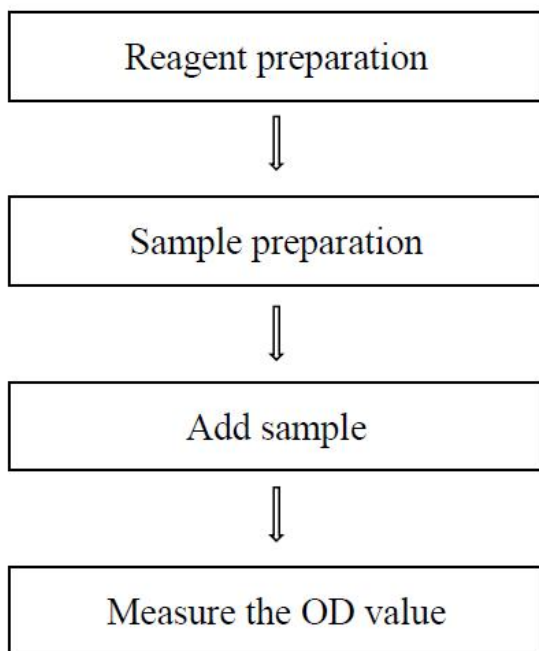 Reagent preparation
Sample preparation
Add sample
Measure the OD value